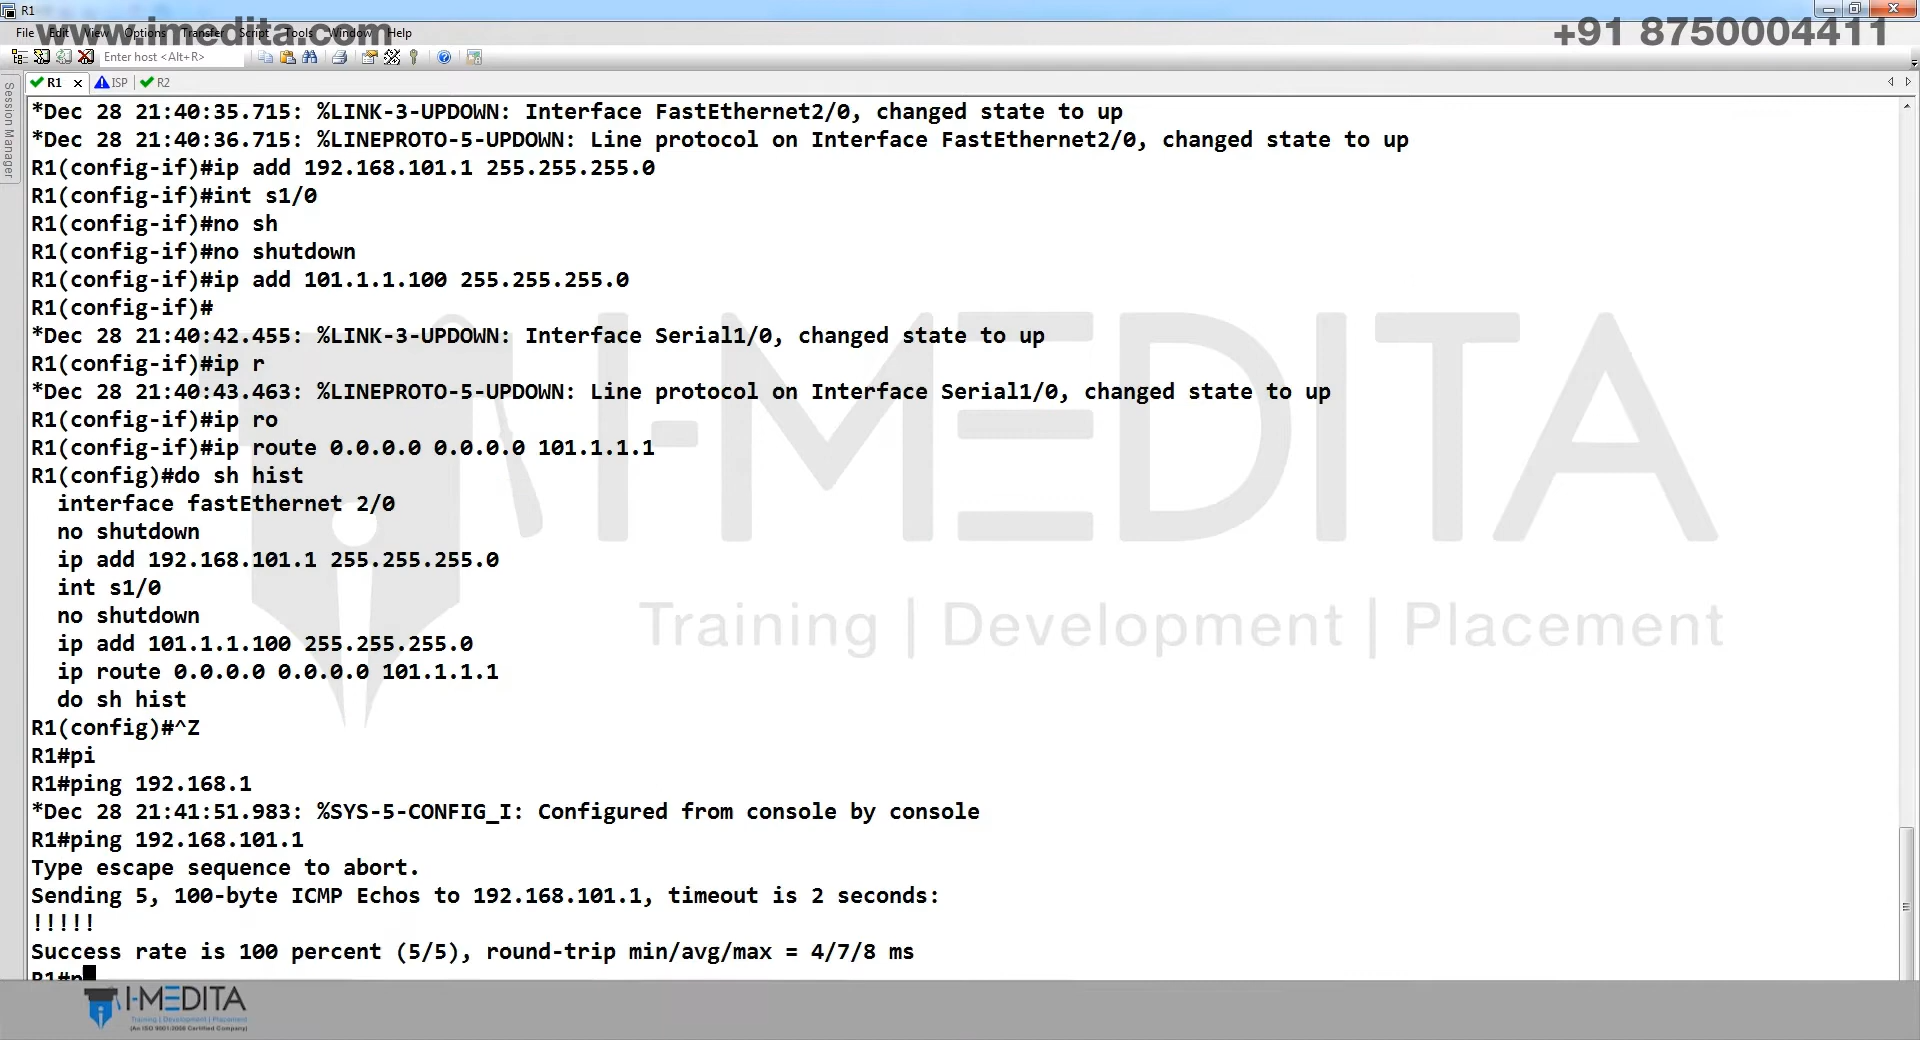 R1
File Edit View Options Transfer Script Tools Window Help
www.imedita.com
+91 8750004411
Enter host <Alt+R>
R1 x ISP R2
Session Manager
*Dec 28 21:40:35.715: %LINK-3-UPDOWN: Interface FastEthernet2/0, changed state to up
*Dec 28 21:40:36.715: %LINEPROTO-5-UPDOWN: Line protocol on Interface FastEthernet2/0, changed state to up
R1(config-if)#ip add 192.168.101.1 255.255.255.0
R1(config-if)#int s1/0
R1(config-if)#no sh
R1(config-if)#no shutdown
R1(config-if)#ip add 101.1.1.100 255.255.255.0
R1(config-if)#
*Dec 28 21:40:42.455: %LINK-3-UPDOWN: Interface Serial1/0, changed state to up
R1(config-if)#ip r
*Dec 28 21:40:43.463: %LINEPROTO-5-UPDOWN: Line protocol on Interface Serial1/0, changed state to up
R1(config-if)#ip ro
R1(config-if)#ip route 0.0.0.0 0.0.0.0 101.1.1.1
R1(config)#do sh hist
interface fastEthernet 2/0
no shutdown
ip add 192.168.101.1 255.255.255.0
int s1/0
no shutdown
ip add 101.1.1.100 255.255.255.0
ip route 0.0.0.0 0.0.0.0 101.1.1.1
do sh hist
R1(config)#^Z
R1#pi
R1#ping 192.168.1
*Dec 28 21:41:51.983: %SYS-5-CONFIG_I: Configured from console by console
R1#ping 192.168.101.1
Type escape sequence to abort.
Sending 5, 100-byte ICMP Echos to 192.168.101.1, timeout is 2 seconds:
!!!!!
Success rate is 100 percent (5/5), round-trip min/avg/max = 4/7/8 ms
R1#p
I-MEDITA
Training | Development | Placement
I-MEDITA
Training | Development | Placement
(An ISO 9001:2008 Certified Company)